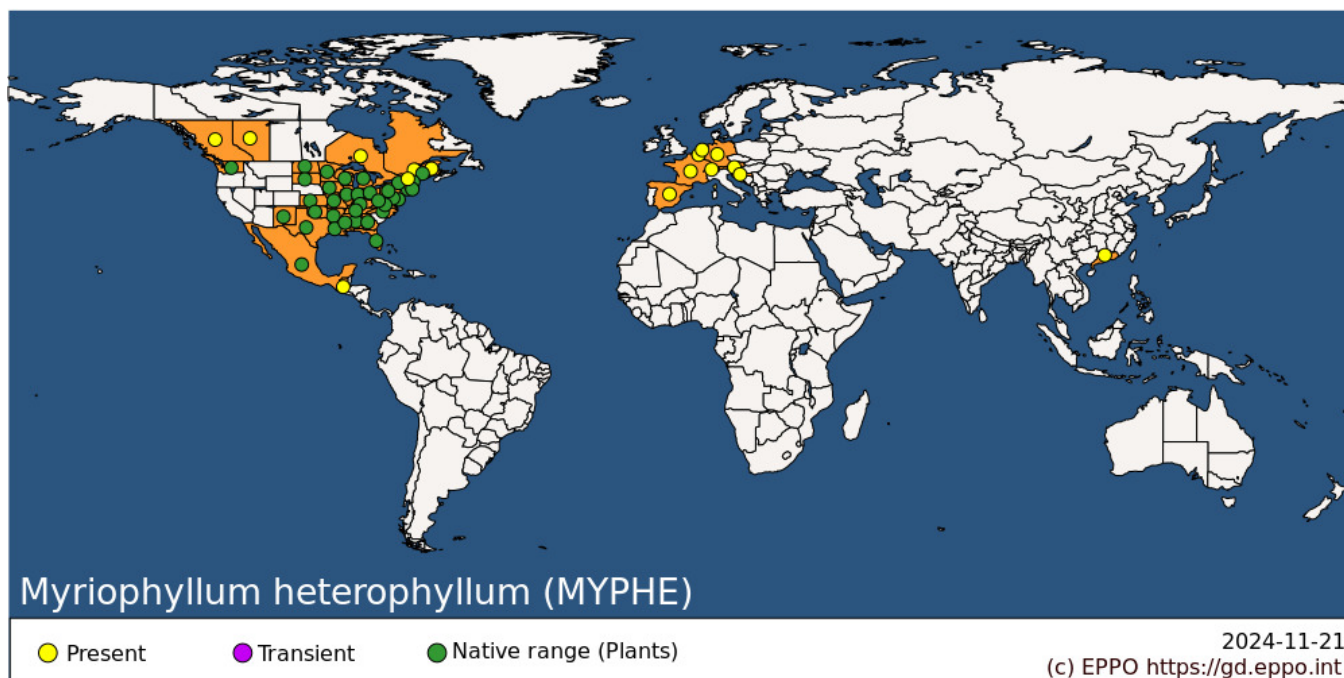 Myriophyllum heterophyllum (MYPHE)
Present
Transient
Native range (Plants)
2024-11-21
(c) EPPO https://gd.eppo.int